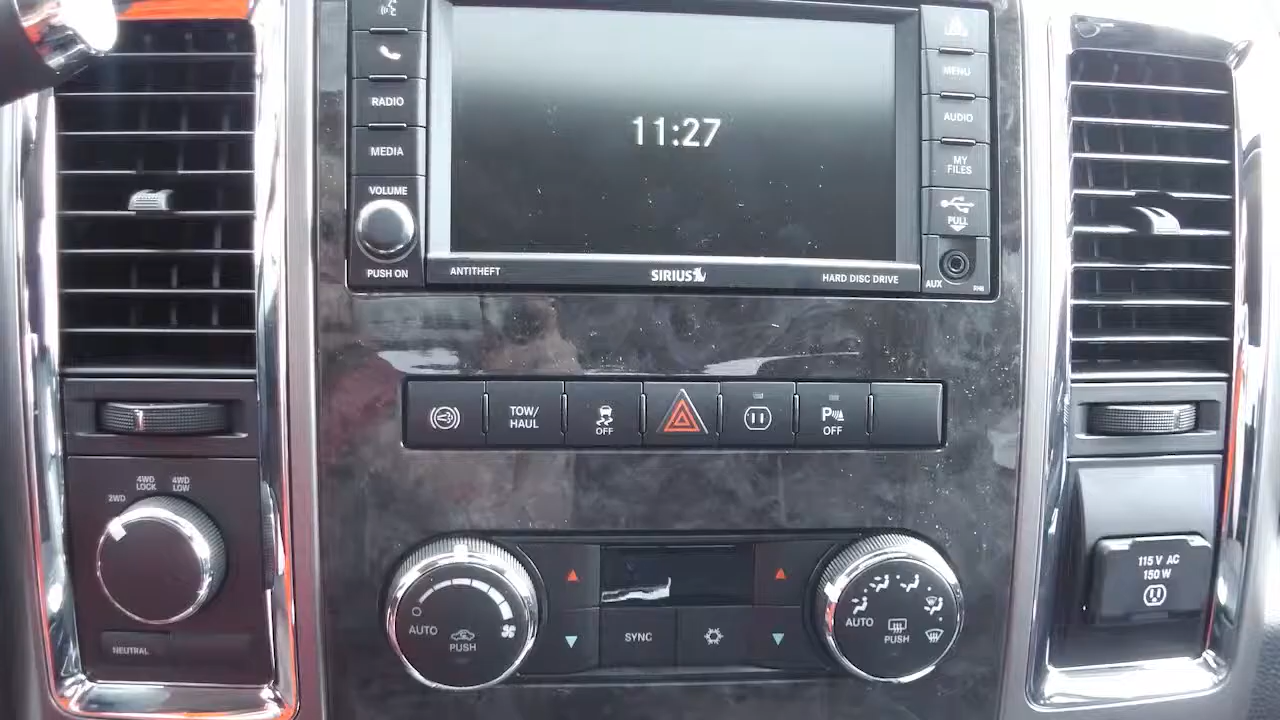 RADIO
MEDIA
VOLUME
PUSH ON
11:27
ANTITHEFT
SIRIUS
HARD DISC DRIVE
MENU
AUDIO
MY
FILES
PULL
AUX
TOW/
HAUL
OFF
P
OFF
2WD
4WD
LOCK
4WD
LOW
NEUTRAL
AUTO
PUSH
SYNC
AUTO
PUSH
115 V AC
150 W